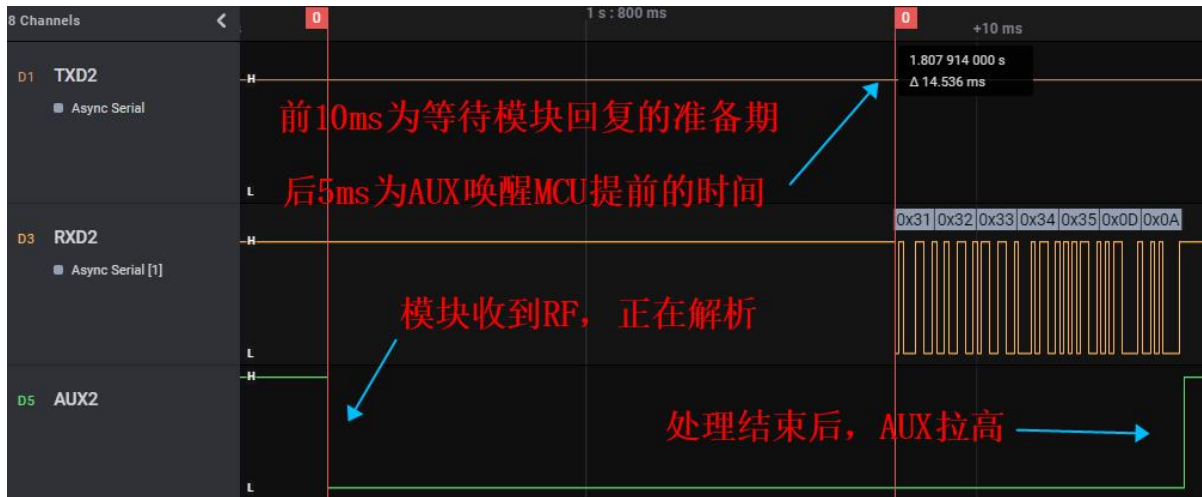 8 Channels
0
1 s : 800 ms
0
+10 ms
D1 TXD2
Async Serial
H
L
1.807 914 000 s
Δ 14.536 ms
前10ms为等待模块回复的准备期
后5ms为AUX唤醒MCU提前的时间
D3 RXD2
Async Serial [1]
H
L
0x31 0x32 0x33 0x34 0x35 0x0D 0x0A
模块收到RF，正在解析
D5 AUX2
H
L
处理结束后，AUX拉高